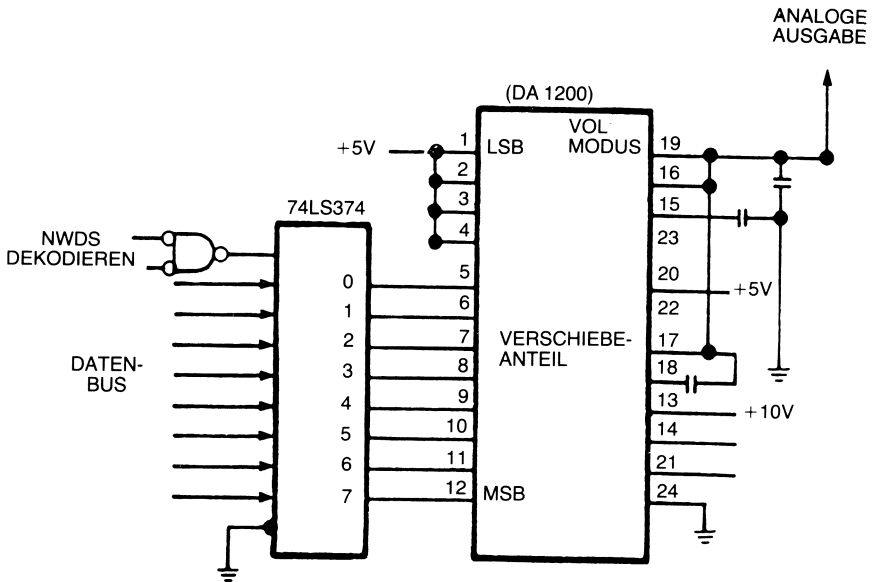 ANALOGE
AUSGABE
(DA 1200)
+5V
1
LSB
VOL
MODUS
19
2
16
3
15
4
23
74LS374
NWDS
DEKODIEREN
0
5
20
+5V
1
6
22
2
7
VERSCHIEBE-
ANTEIL
17
DATEN-
BUS
3
8
18
4
9
13
+10V
5
10
14
6
11
21
7
12
MSB
24